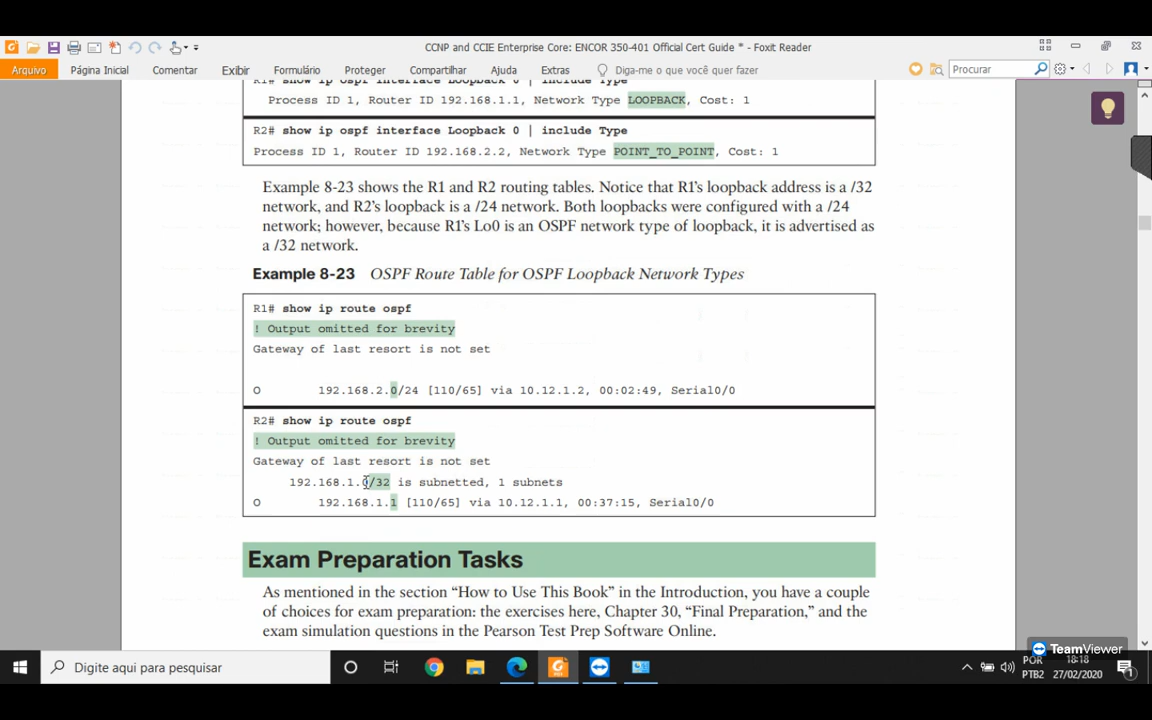 CCNP and CCIE Enterprise Core: ENCOR 350-401 Official Cert Guide * - Foxit Reader
Arquivo Página Inicial Comentar Exibir Formulário Proteger Compartilhar Ajuda Extras Diga-me o que você quer fazer Procurar
R1# show ip ospf interface Loopback 0 | include Type
Process ID 1, Router ID 192.168.1.1, Network Type LOOPBACK, Cost: 1
R2# show ip ospf interface Loopback 0 | include Type
Process ID 1, Router ID 192.168.2.2, Network Type POINT_TO_POINT, Cost: 1
Example 8-23 shows the R1 and R2 routing tables. Notice that R1's loopback address is a /32
network, and R2's loopback is a /24 network. Both loopbacks were configured with a /24
network; however, because R1's Lo0 is an OSPF network type of loopback, it is advertised as
a /32 network.
Example 8-23 OSPF Route Table for OSPF Loopback Network Types
R1# show ip route ospf
! Output omitted for brevity
Gateway of last resort is not set
O 192.168.2.0/24 [110/65] via 10.12.1.2, 00:02:49, Serial0/0
R2# show ip route ospf
! Output omitted for brevity
Gateway of last resort is not set
192.168.1.0/32 is subnetted, 1 subnets
O 192.168.1.1 [110/65] via 10.12.1.1, 00:37:15, Serial0/0
Exam Preparation Tasks
As mentioned in the section “How to Use This Book” in the Introduction, you have a couple
of choices for exam preparation: the exercises here, Chapter 30, “Final Preparation,” and the
exam simulation questions in the Pearson Test Prep Software Online.
TeamViewer
Digite aqui para pesquisar
POR 18:18
PTB2 27/02/2020
1